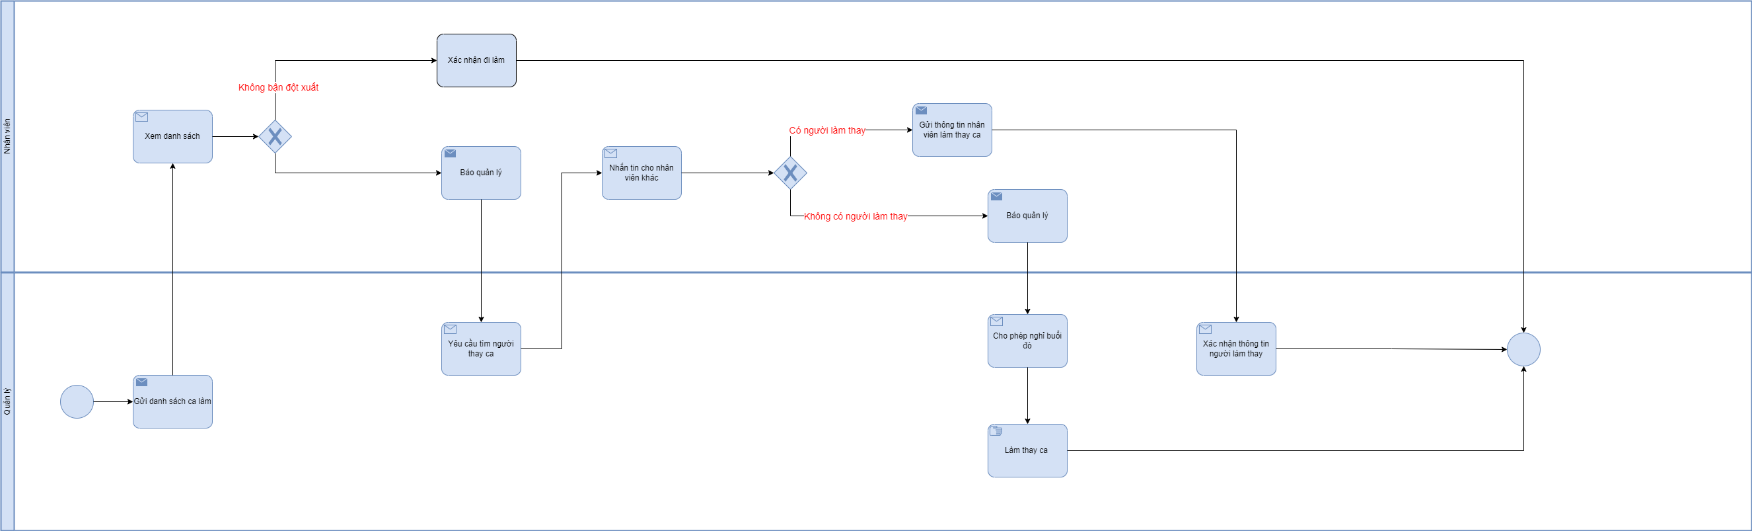 Nhân viên
Xác nhận đi làm
Không bận đột xuất
Xem danh sách
Báo quản lý
Nhắn tin cho nhân
viên khác
Có người làm thay
Gửi thông tin nhân
viên làm thay ca
Không có người làm thay
Báo quản lý
Quản lý
Gửi danh sách ca làm
Yêu cầu tìm người
thay ca
Cho phép nghỉ buổi
đó
Làm thay ca
Xác nhận thông tin
người làm thay